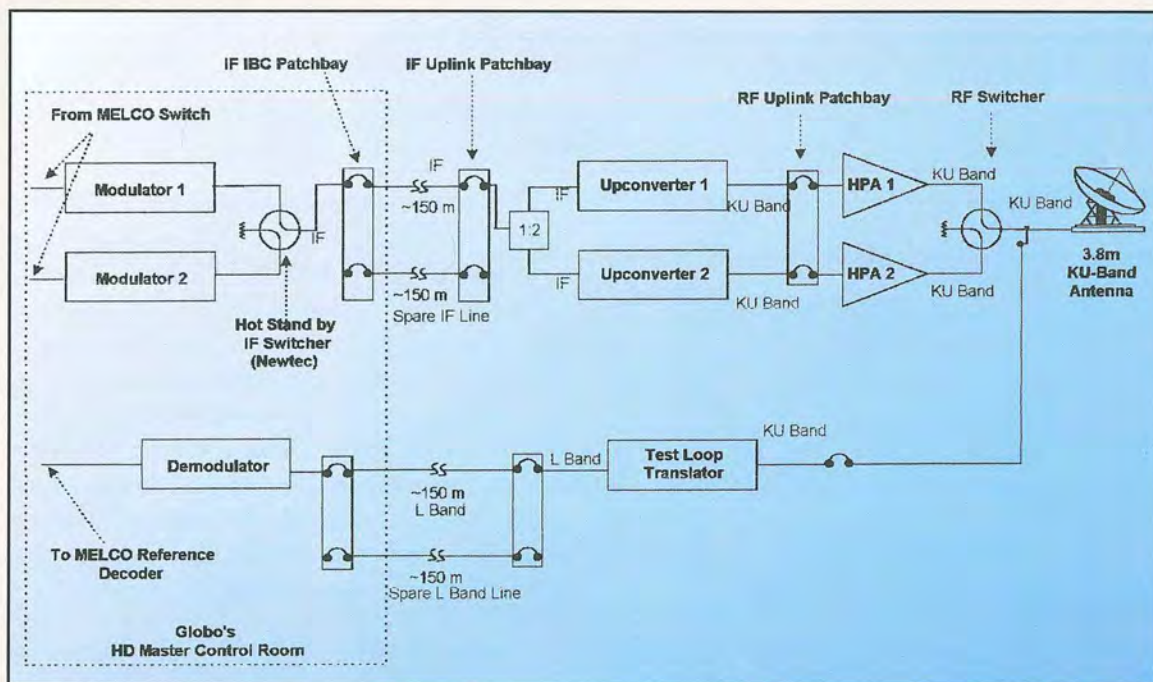 IF IBC Patchbay
IF Uplink Patchbay
RF Uplink Patchbay
RF Switcher
From MELCO Switch
Modulator 1
Modulator 2
IF
Hot Stand by
IF Switcher
(Newtec)
~150 m
~150 m
Spare IF Line
IF
1:2
IF
IF
Upconverter 1
Upconverter 2
KU Band
KU Band
HPA 1
HPA 2
KU Band
KU Band
KU Band
3.8m
KU-Band
Antenna
Demodulator
To MELCO Reference
Decoder
~150 m
L Band
~150 m
Spare L Band Line
L Band
Test Loop
Translator
KU Band
Globo's
HD Master Control Room